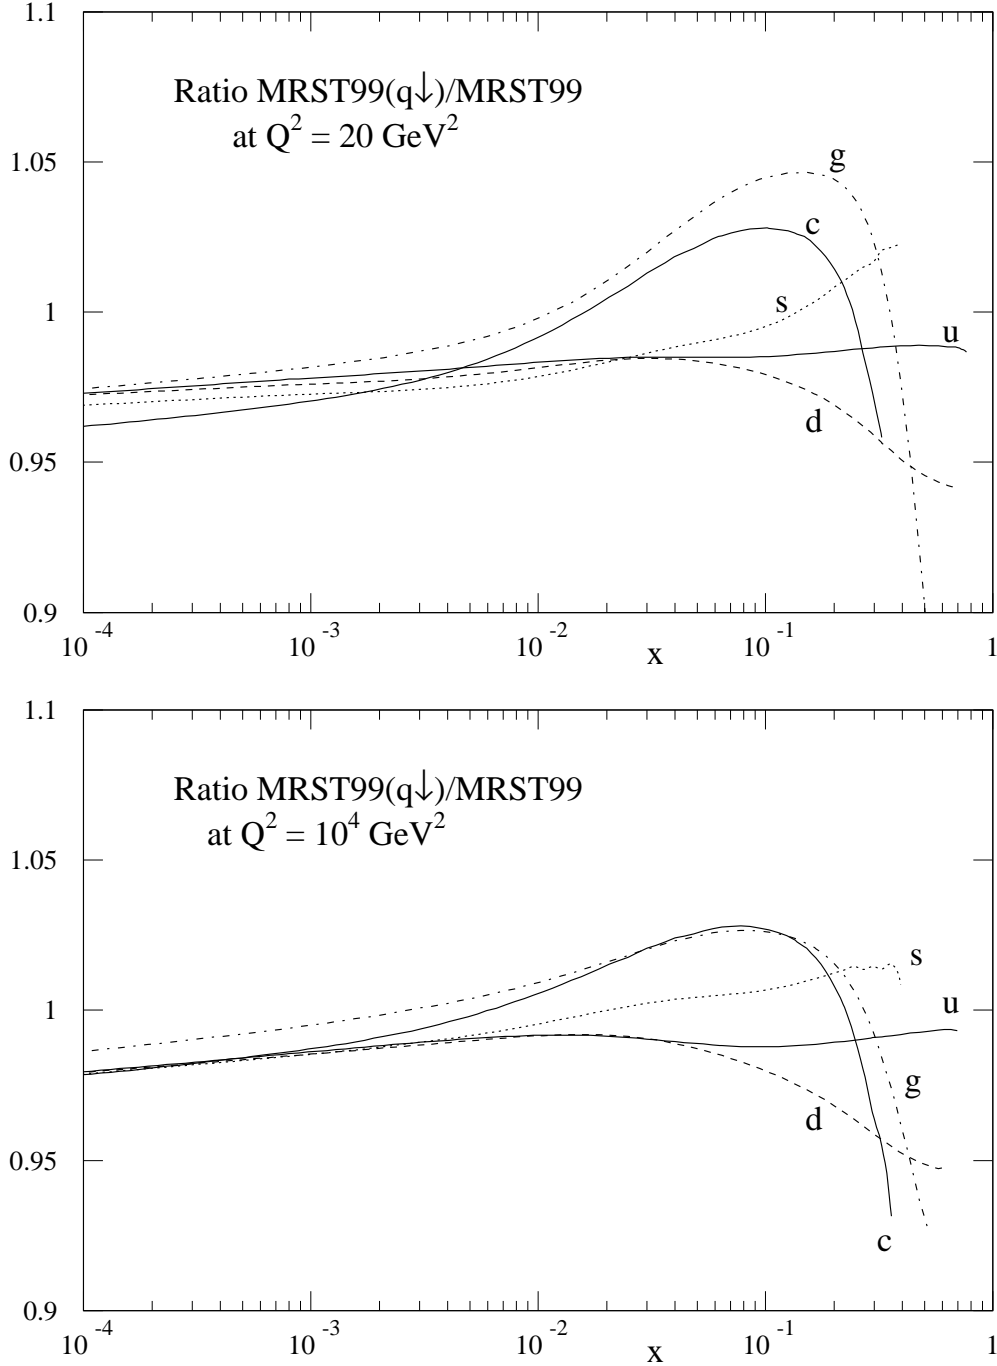 1.1
Ratio MRST99(q↓)/MRST99
at Q² = 20 GeV²
1.05
g
c
s
1
u
d
0.95
0.9
10⁻⁴ 10⁻³ 10⁻² 10⁻¹ 1
x
1.1
Ratio MRST99(q↓)/MRST99
at Q² = 10⁴ GeV²
1.05
s
1
u
g
d
0.95
c
0.9
10⁻⁴ 10⁻³ 10⁻² 10⁻¹ 1
x